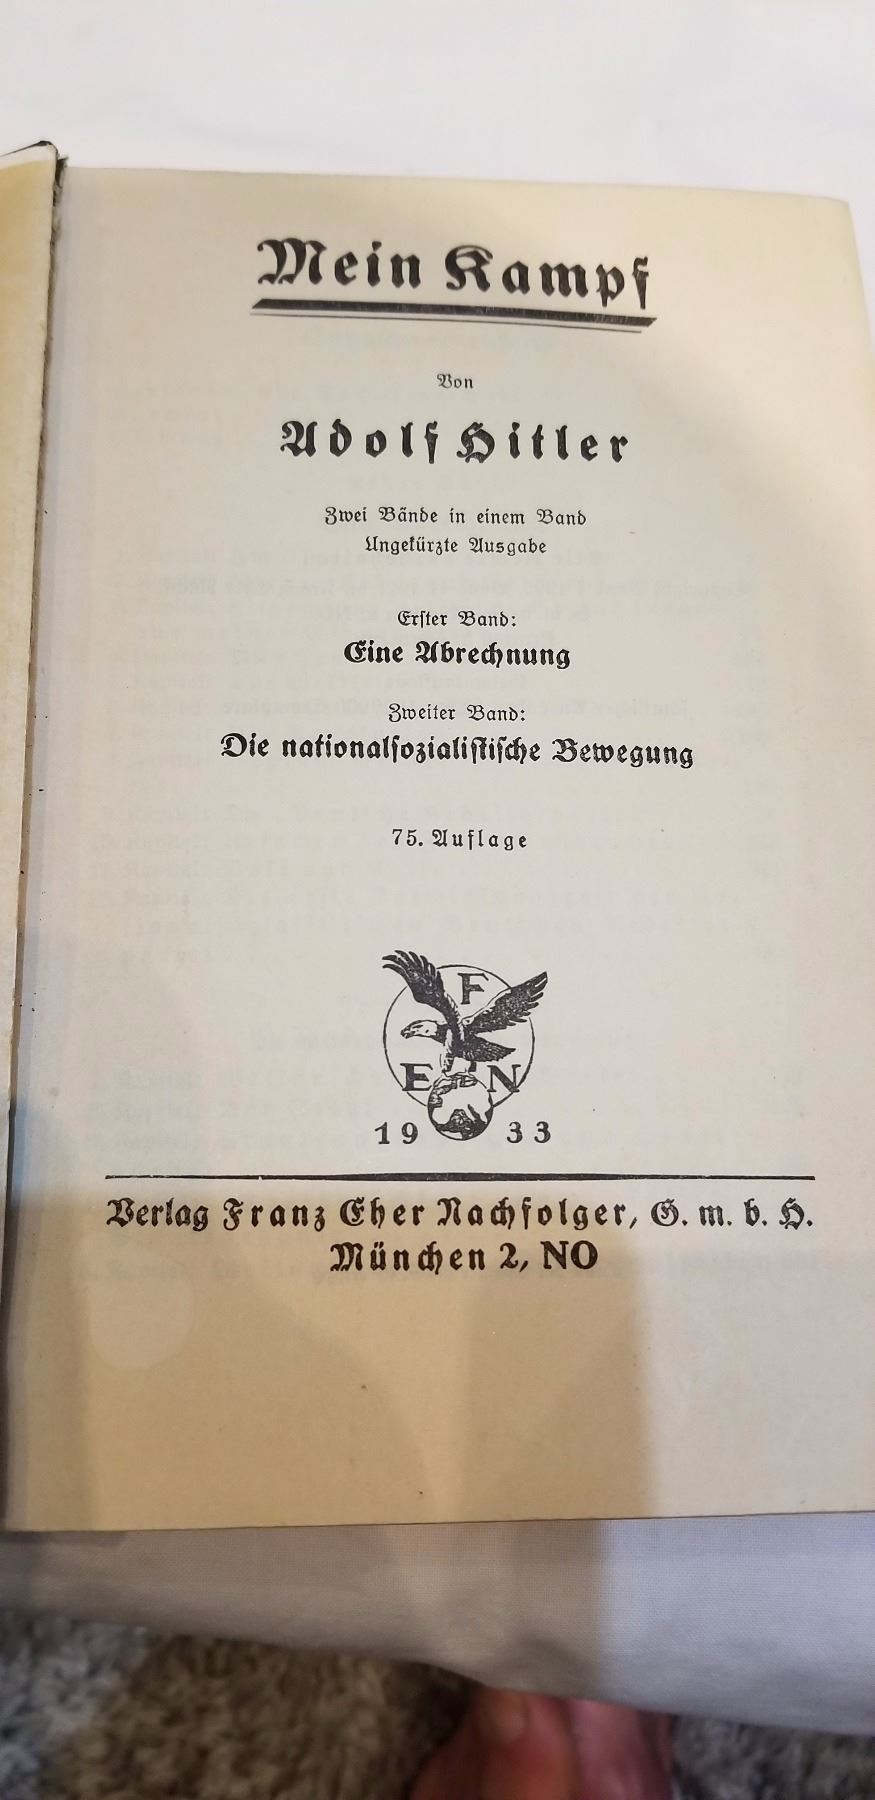 Mein Kampf
Von
Adolf Hitler
Zwei Bände in einem Band
Ungekürzte Ausgabe
Erſter Band:
Eine Abrechnung
Zweiter Band:
Die nationalſozialiſtiſche Bewegung
75. Auflage
F
E N
19 33
Verlag Franz Eher Nachfolger, G. m. b. H.
München 2, NO